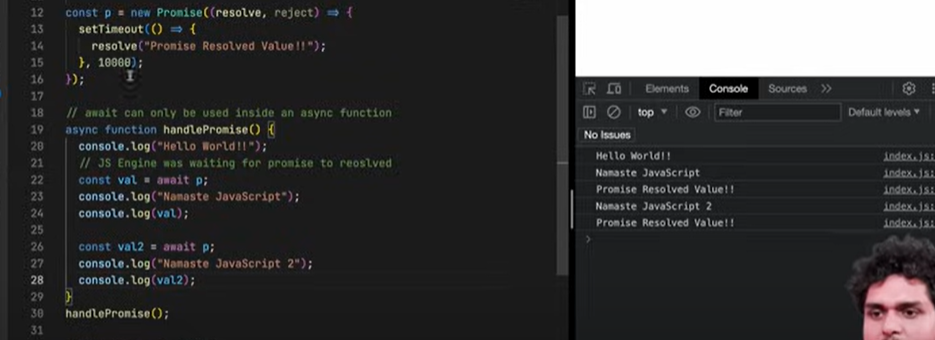 12 const p = new Promise((resolve, reject) => {
13 setTimeout(() => {
14 resolve("Promise Resolved Value!!");
15 }, 10000);
16 });
17
18 // await can only be used inside an async function
19 async function handlePromise() {
20 console.log("Hello World!!");
21 // JS Engine was waiting for promise to reoslved
22 const val = await p;
23 console.log("Namaste JavaScript");
24 console.log(val);
25
26 const val2 = await p;
27 console.log("Namaste JavaScript 2");
28 console.log(val2);
29 }
30 handlePromise();
31
Elements Console Sources
top Filter Default levels
No Issues
Hello World!! index.js:
Namaste JavaScript index.js:
Promise Resolved Value!! index.js:
Namaste JavaScript 2 index.js:
Promise Resolved Value!! index.js: